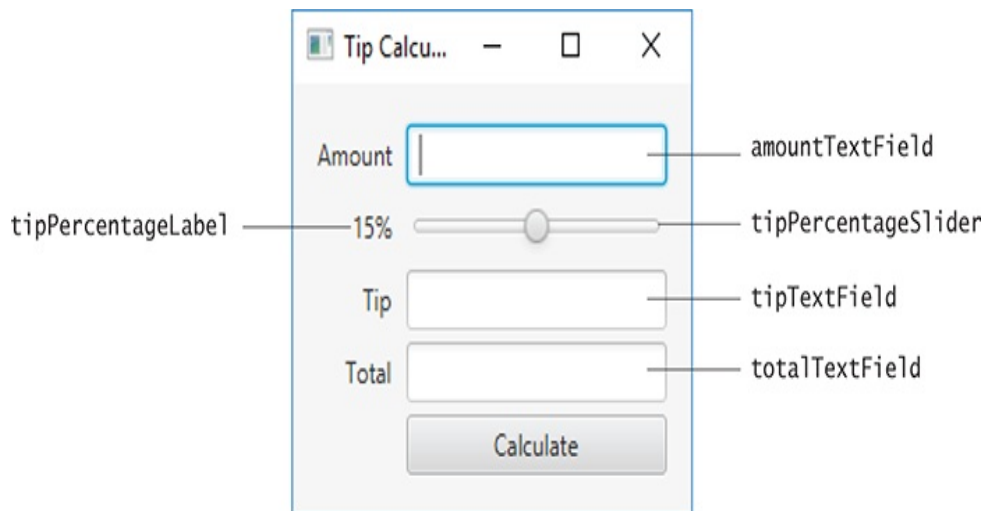 Tip Calcu...
Amount
amountTextField
tipPercentageLabel
15%
tipPercentageSlider
Tip
tipTextField
Total
totalTextField
Calculate